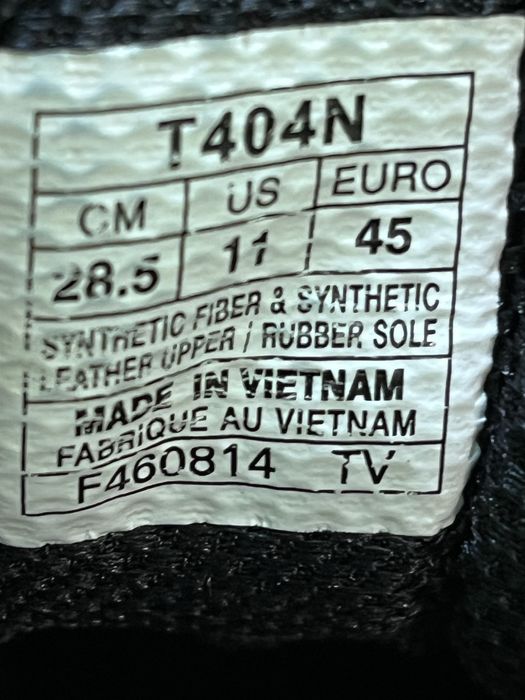 T404N
CM US EURO
28.5 11 45
SYNTHETIC FIBER & SYNTHETIC
LEATHER UPPER / RUBBER SOLE
MADE IN VIETNAM
FABRIQUE AU VIETNAM
F460814 TV